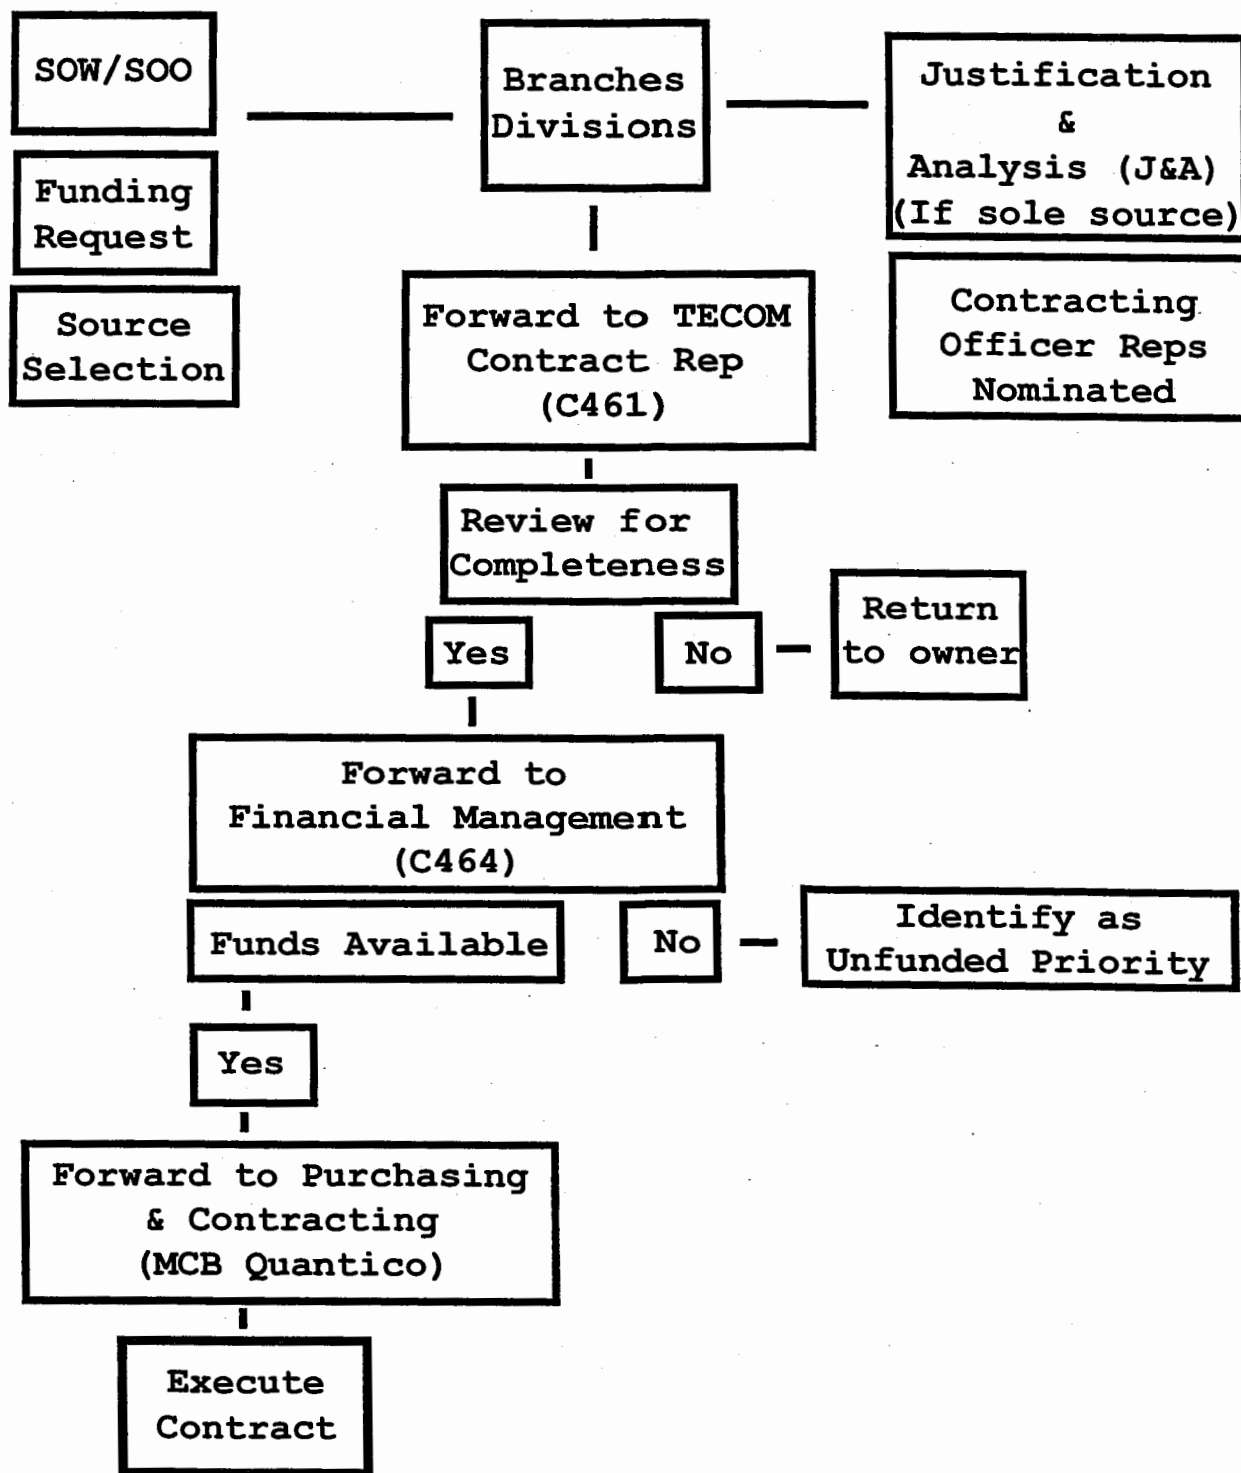 SOW/SOO
Funding
Request
Source
Selection
Branches
Divisions
Justification
&
Analysis (J&A)
(If sole source)
Contracting
Officer Reps
Nominated
Forward to TECOM
Contract Rep
(C461)
Review for
Completeness
Yes
No
Return
to owner
Forward to
Financial Management
(C464)
Funds Available
No
Identify as
Unfunded Priority
Yes
Forward to Purchasing
& Contracting
(MCB Quantico)
Execute
Contract